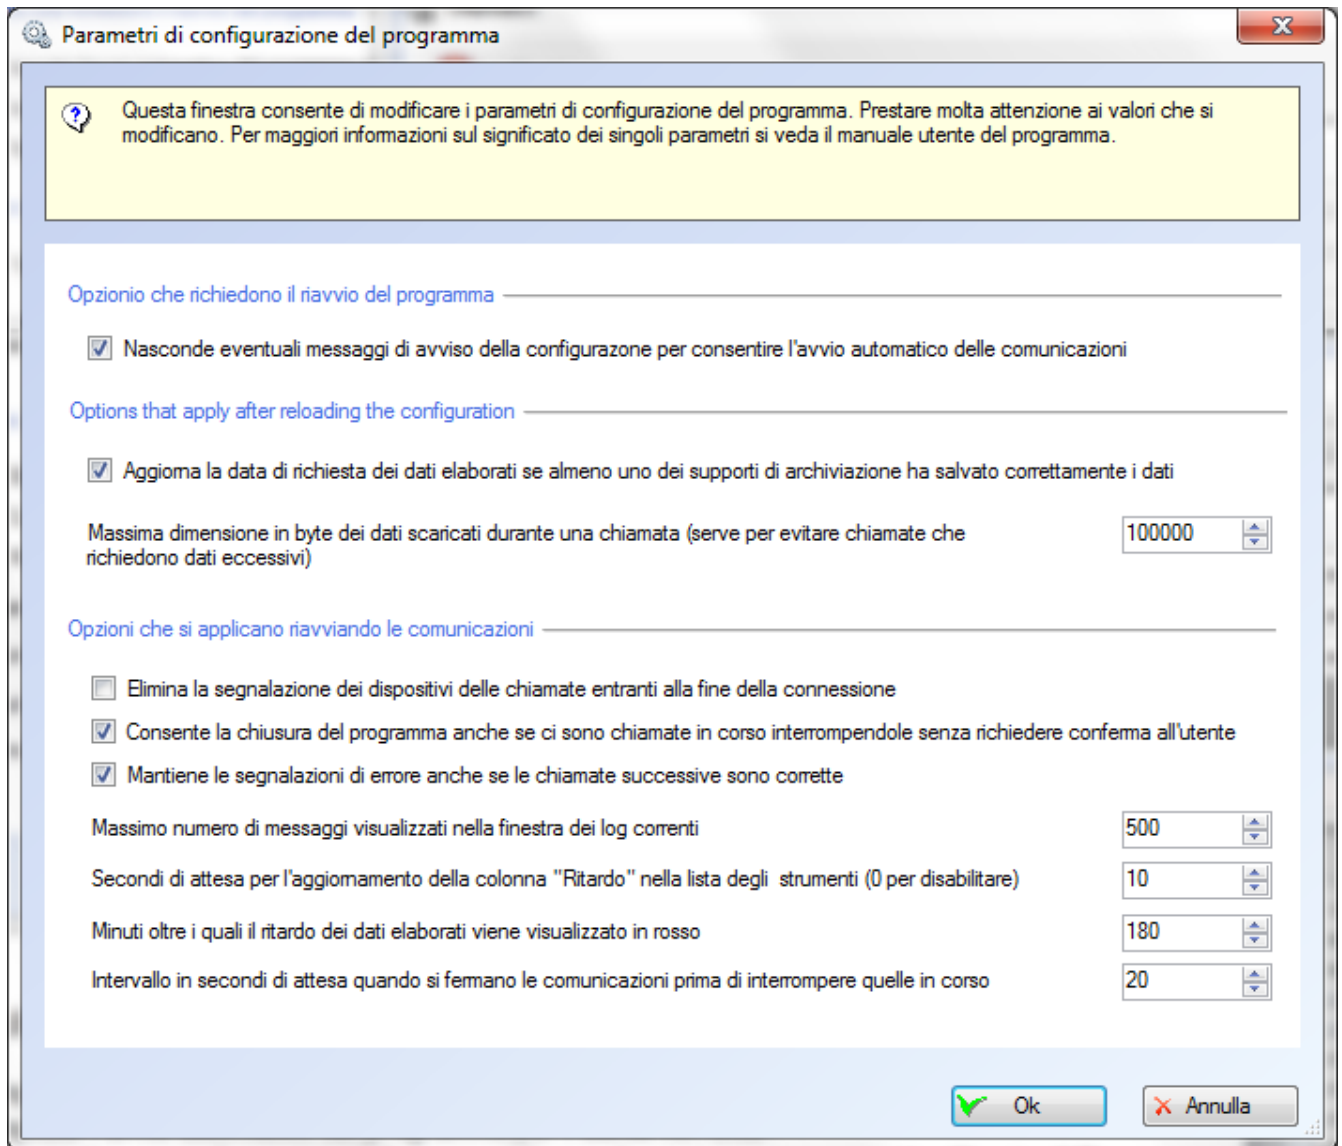 Parametri di configurazione del programma
Questa finestra consente di modificare i parametri di configurazione del programma. Prestare molta attenzione ai valori che si
modificano. Per maggiori informazioni sul significato dei singoli parametri si veda il manuale utente del programma.
Opzionio che richiedono il riavvio del programma
Nasconde eventuali messaggi di avviso della configurazone per consentire l'avvio automatico delle comunicazioni
Options that apply after reloading the configuration
Aggiorna la data di richiesta dei dati elaborati se almeno uno dei supporti di archiviazione ha salvato correttamente i dati
Massima dimensione in byte dei dati scaricati durante una chiamata (serve per evitare chiamate che
richiedono dati eccessivi)
100000
Opzioni che si applicano riavviando le comunicazioni
Elimina la segnalazione dei dispositivi delle chiamate entranti alla fine della connessione
Consente la chiusura del programma anche se ci sono chiamate in corso interrompendole senza richiedere conferma all'utente
Mantiene le segnalazioni di errore anche se le chiamate successive sono corrette
Massimo numero di messaggi visualizzati nella finestra dei log correnti 500
Secondi di attesa per l'aggiornamento della colonna "Ritardo" nella lista degli strumenti (0 per disabilitare) 10
Minuti oltre i quali il ritardo dei dati elaborati viene visualizzato in rosso 180
Intervallo in secondi di attesa quando si fermano le comunicazioni prima di interrompere quelle in corso 20
Ok Annulla